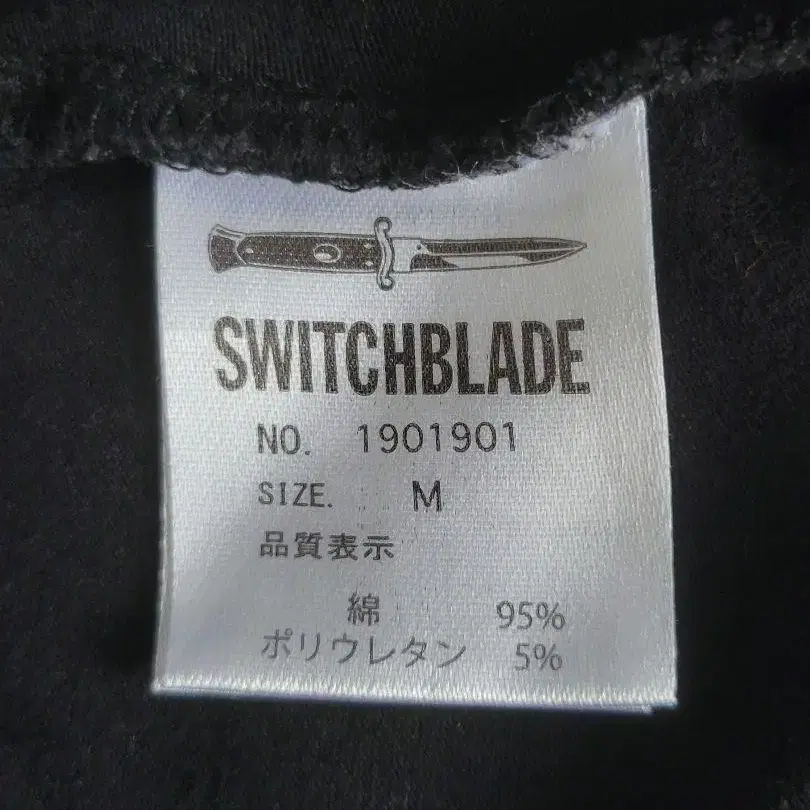 SWITCHBLADE
NO. 1901901
SIZE. M
品質表示
綿 95%
ポリウレタン 5%